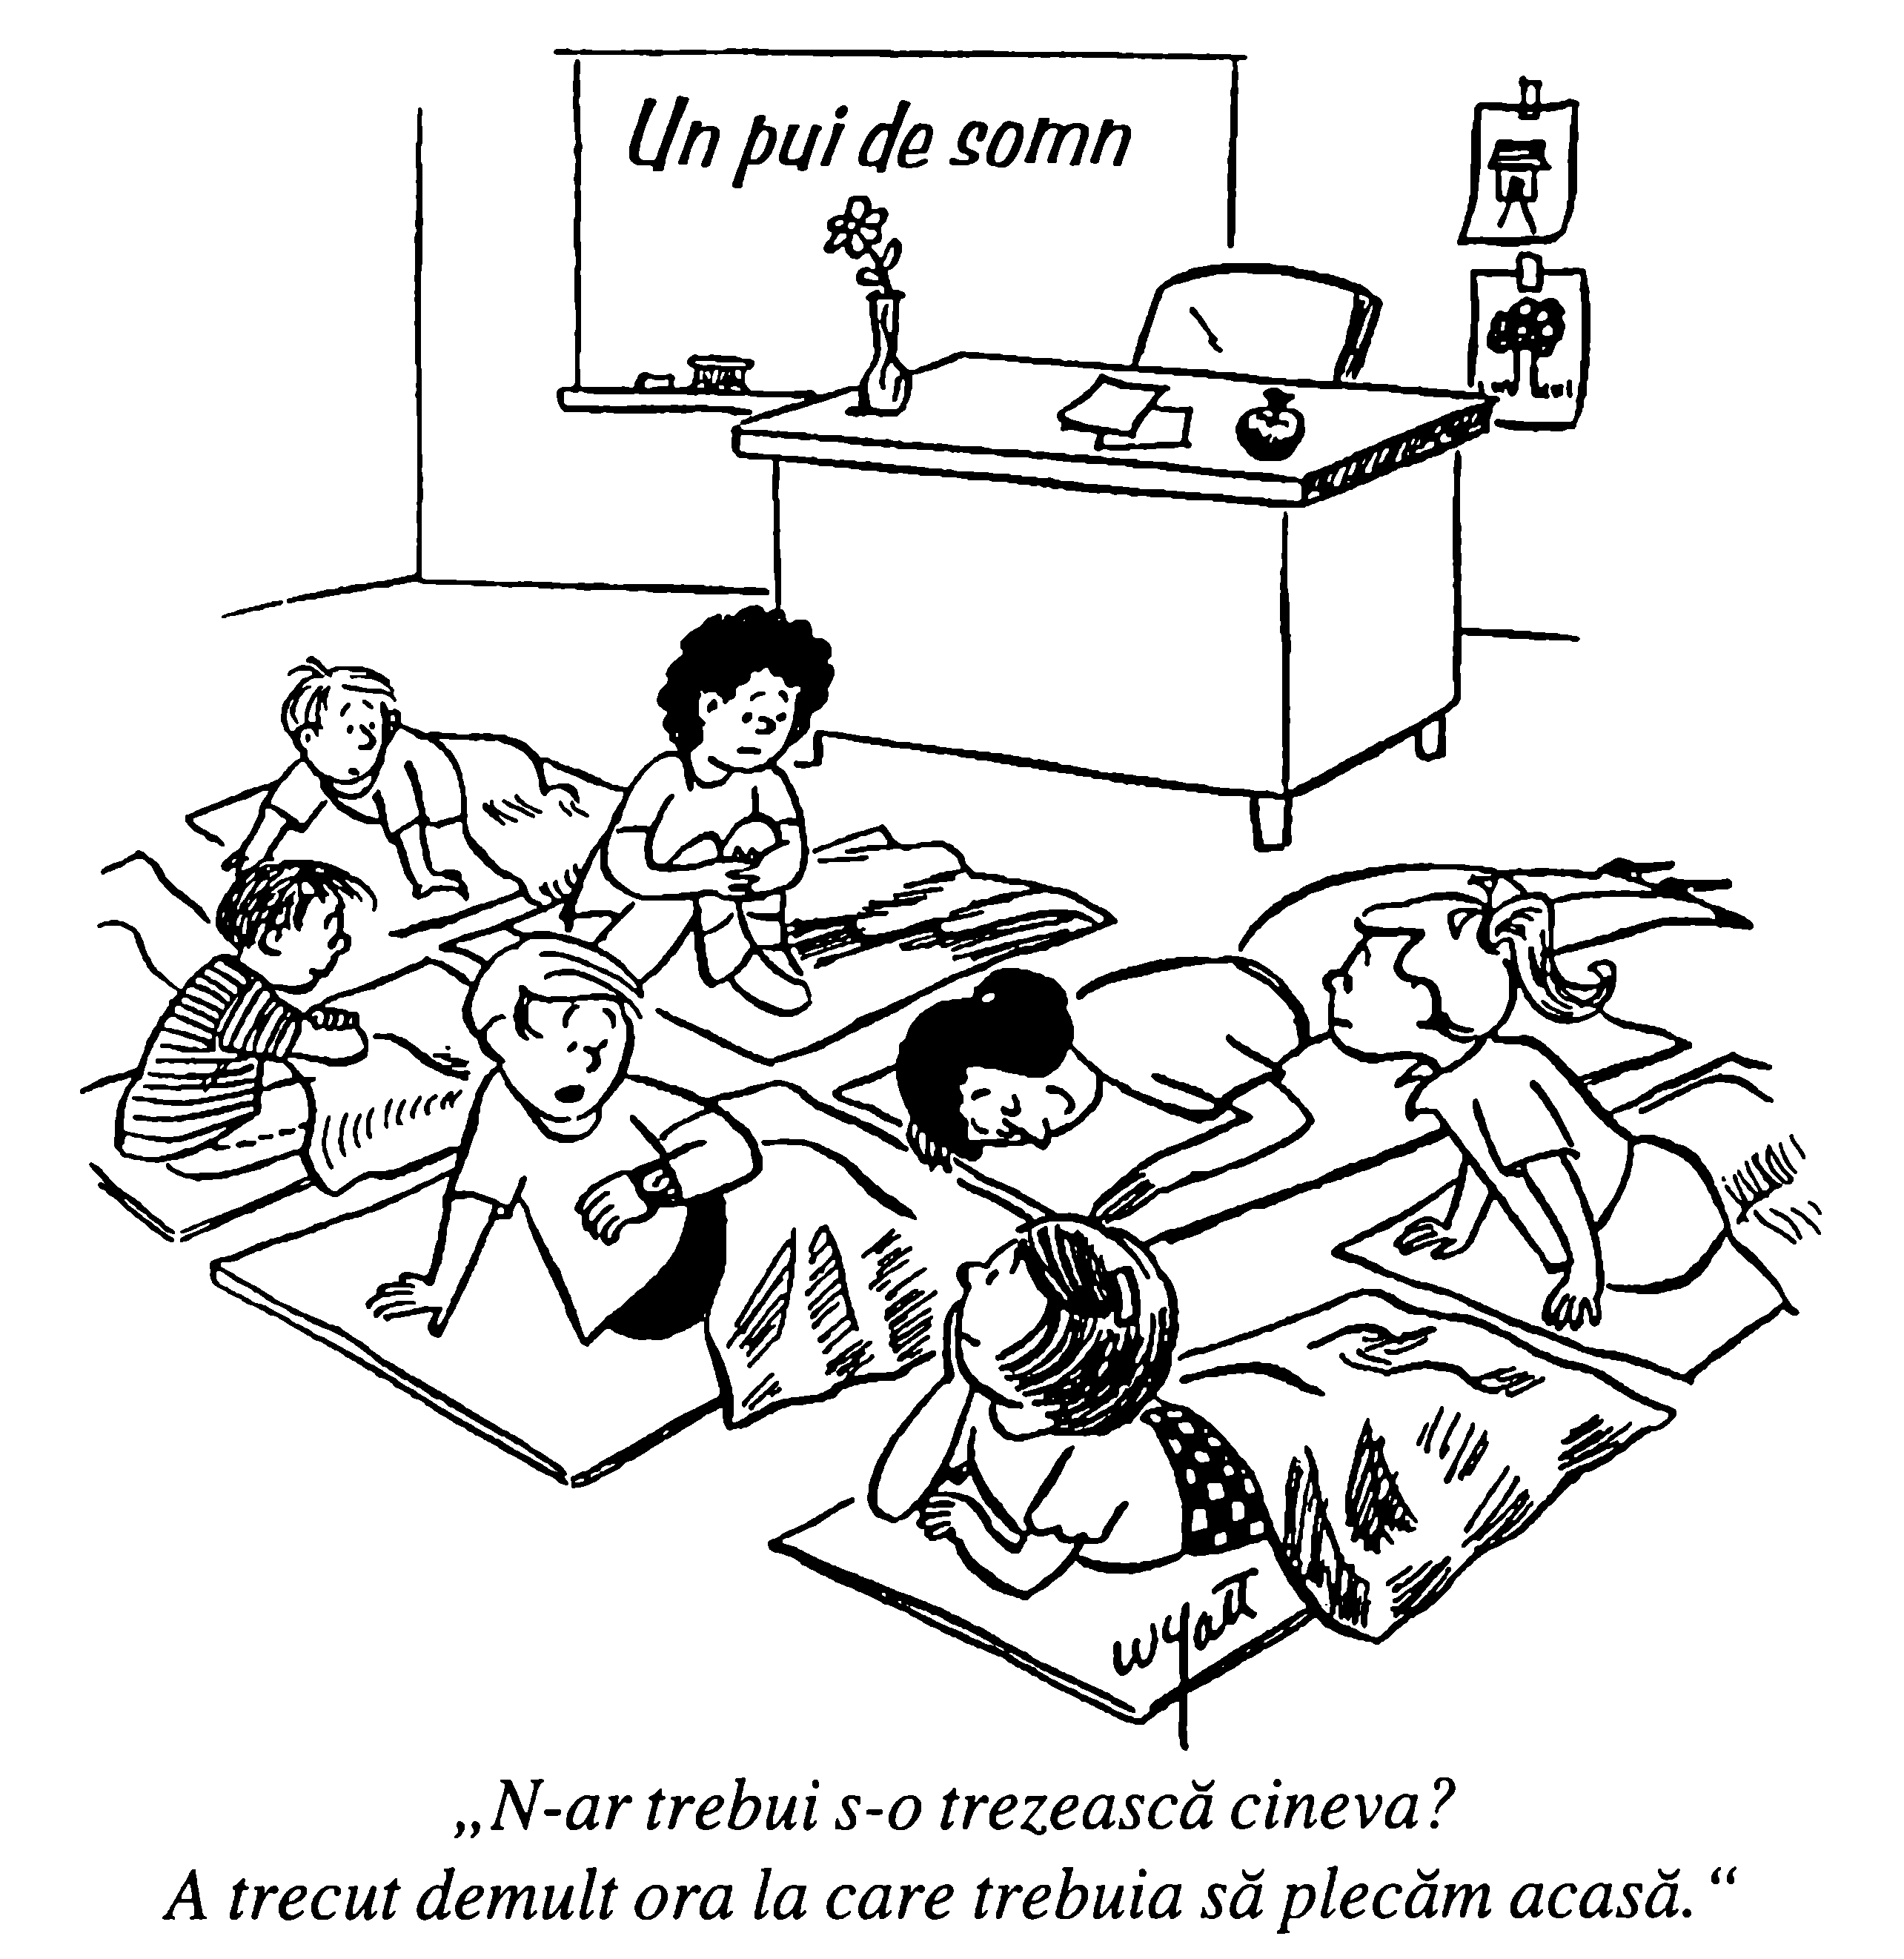 Un pui de somn
wyatt
„N-ar trebui s-o trezească cineva?
A trecut demult ora la care trebuia să plecăm acasă.“